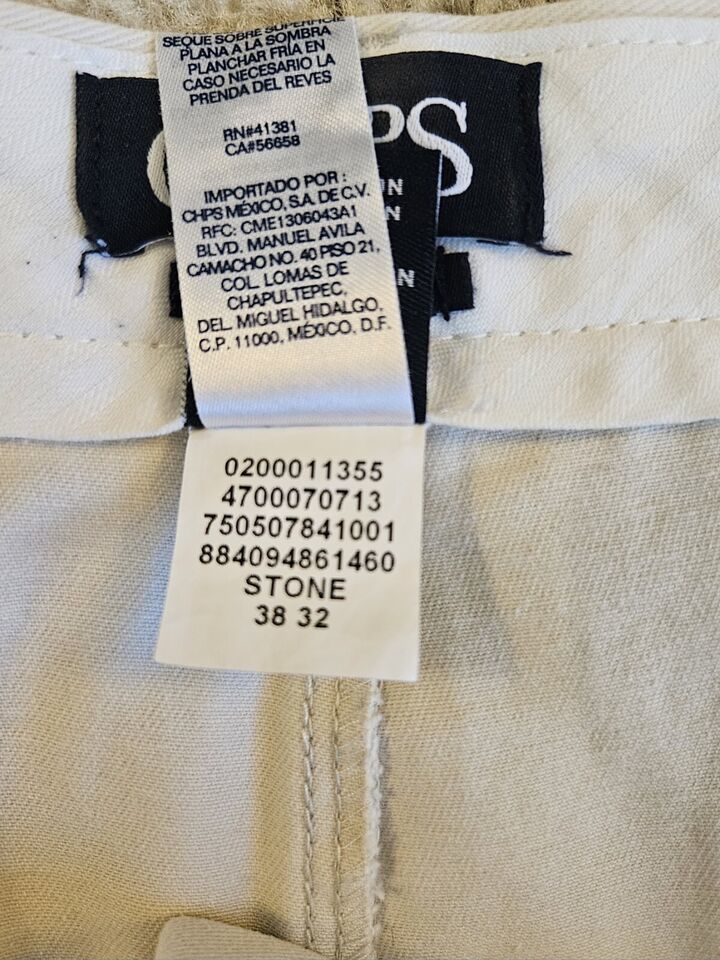 SEQUE SOBRE SUPERFICIE
PLANA A LA SOMBRA
PLANCHAR FRIA EN
CASO NECESARIO LA
PRENDA DEL REVES
RN#41381
CA#56658
IMPORTADO POR :
CHPS MÉXICO, S.A. DE C.V.
RFC: CME1306043A1
BLVD. MANUEL AVILA
CAMACHO NO. 40 PISO 21,
COL. LOMAS DE
CHAPULTEPEC,
DEL. MIGUEL HIDALGO,
C.P. 11000, MÉXICO, D.F.
PS
0200011355
4700070713
750507841001
884094861460
STONE
38 32